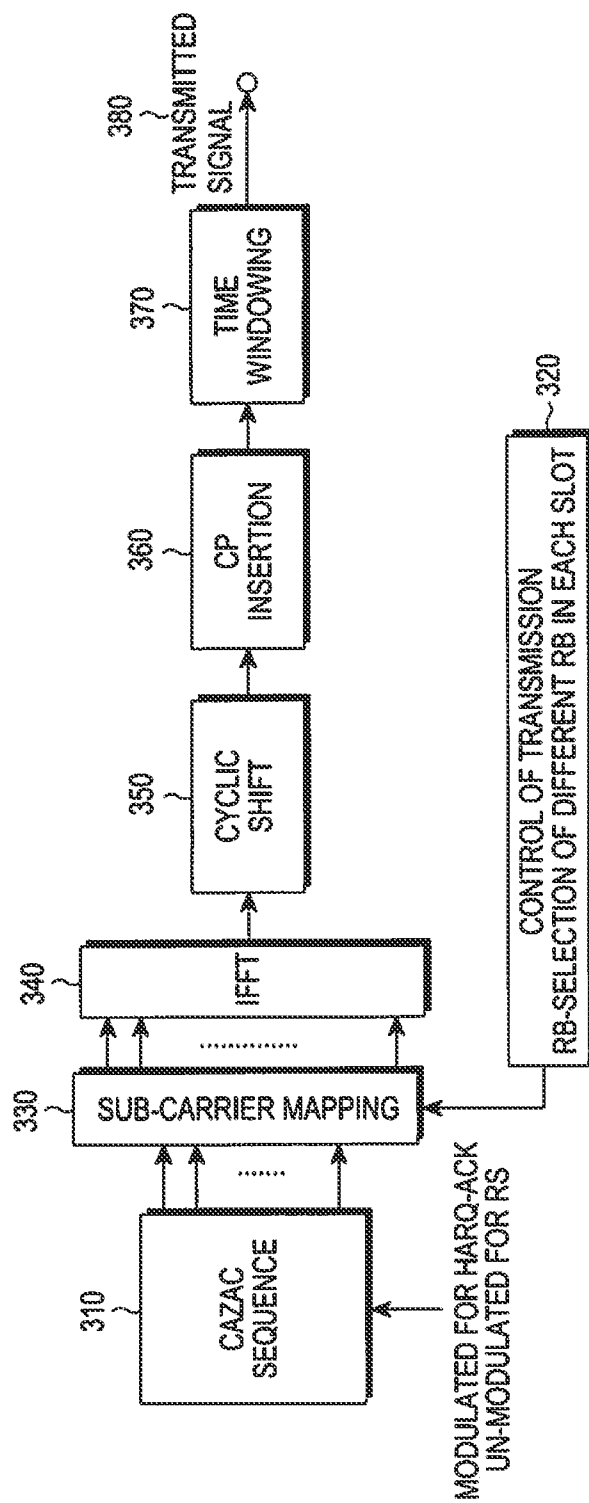 310
CAZAC
SEQUENCE
MODULATED FOR HARQ-ACK
UN-MODULATED FOR RS
330
SUB-CARRIER MAPPING
340
IFFT
350
CYCLIC
SHIFT
360
CP
INSERTION
370
TIME
WINDOWING
380
TRANSMITTED
SIGNAL
320
CONTROL OF TRANSMISSION
RB-SELECTION OF DIFFERENT RB IN EACH SLOT